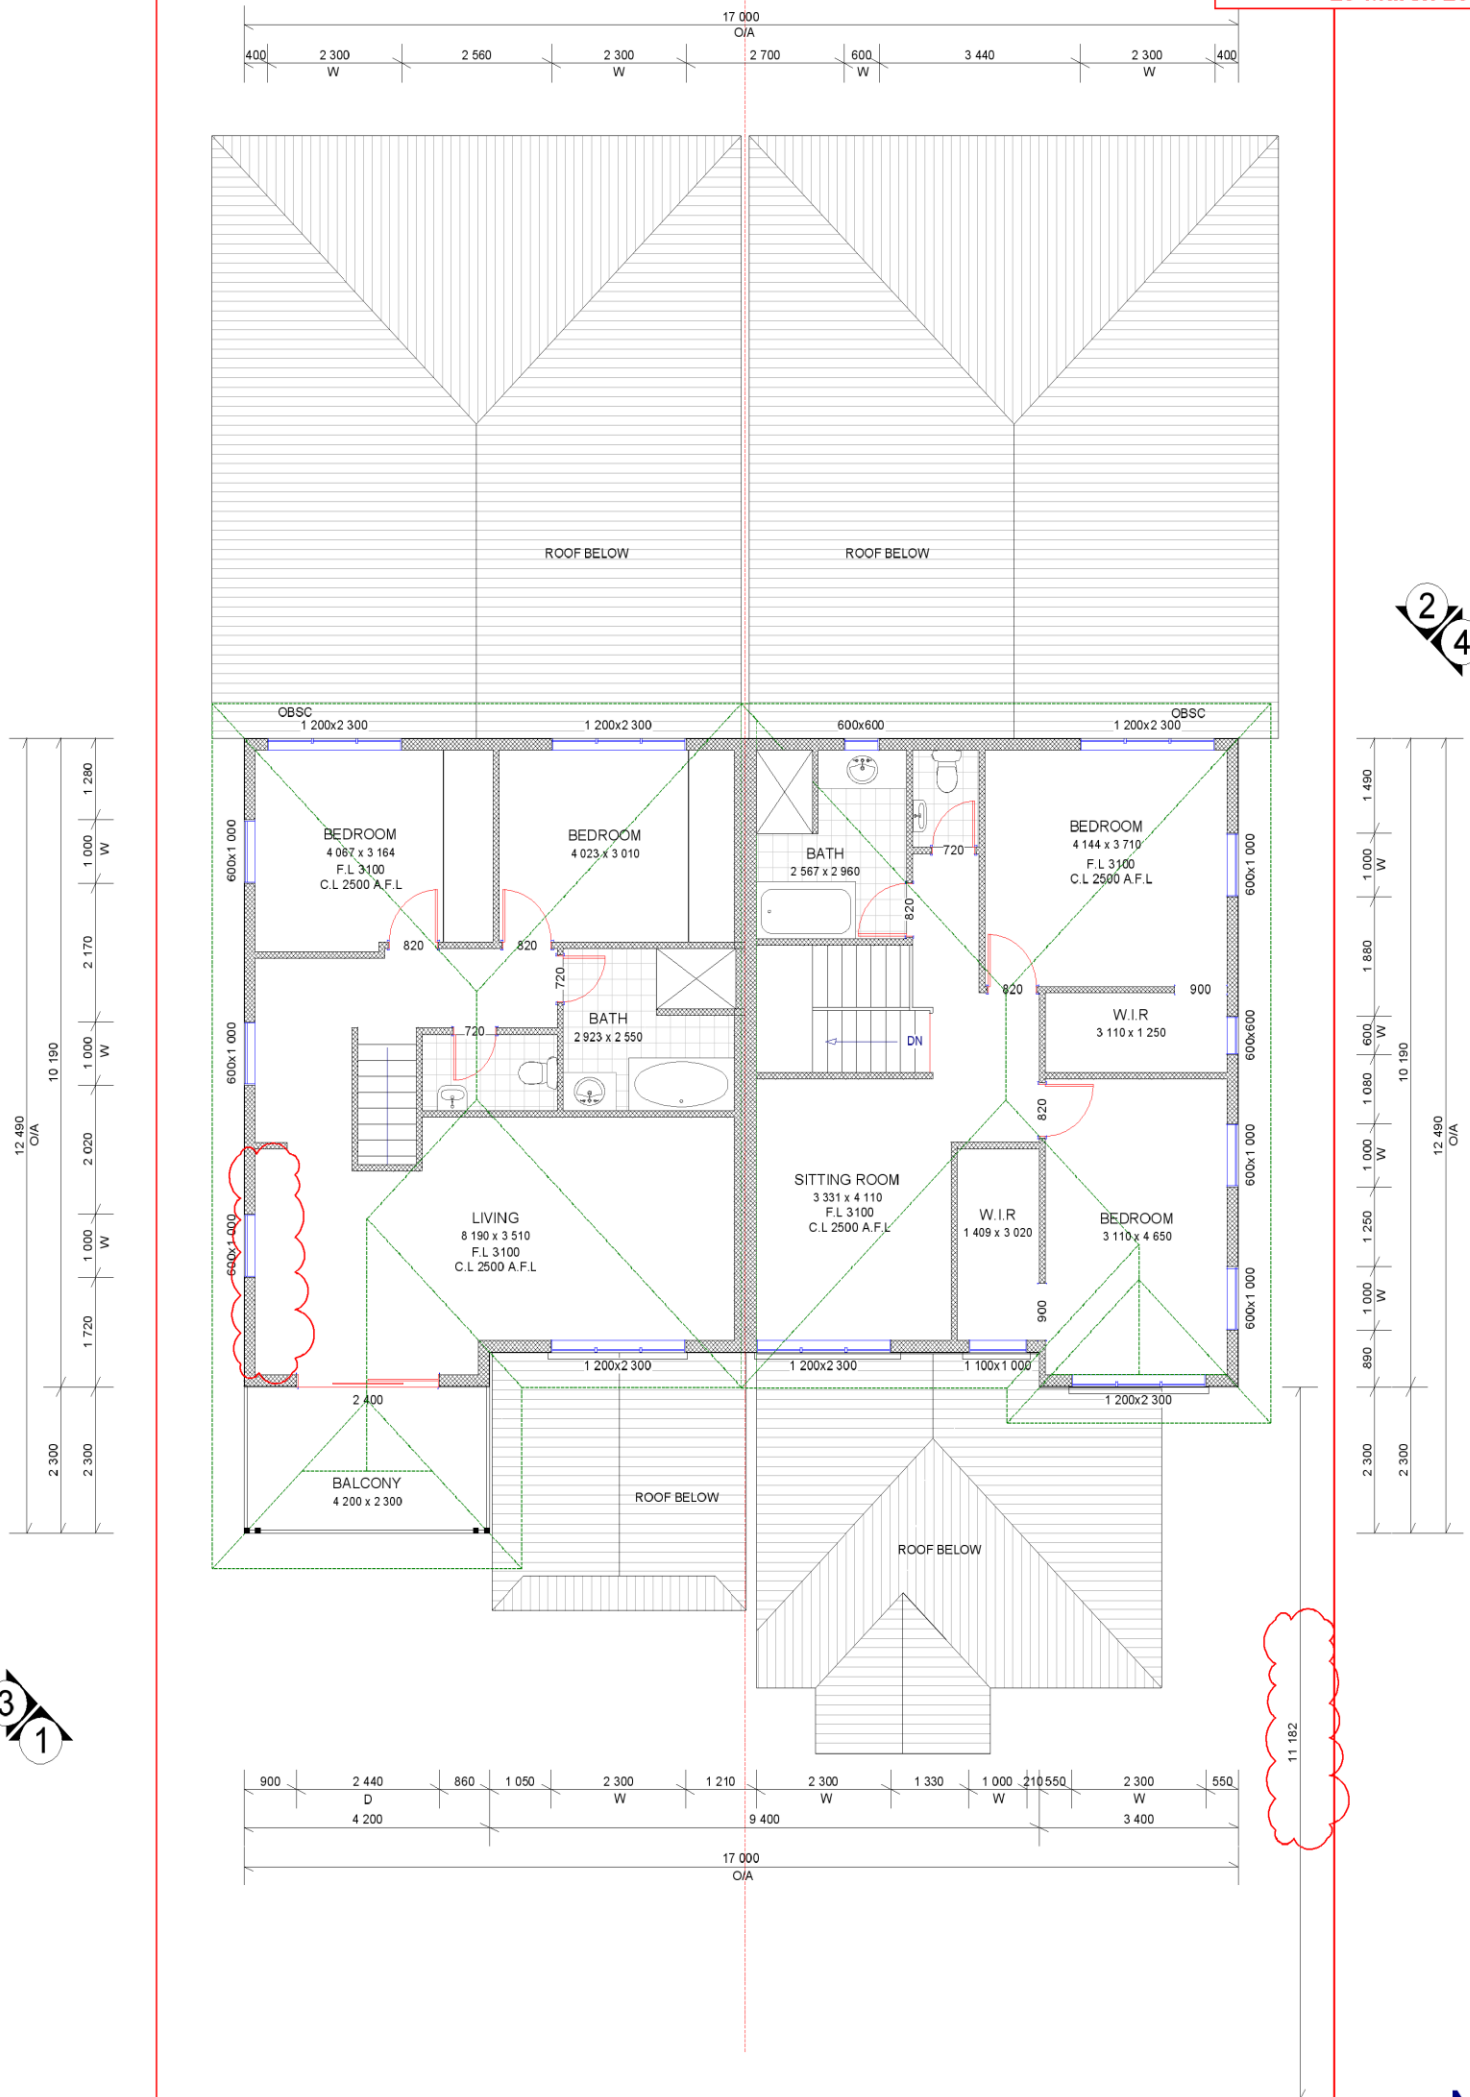 17 000
O/A
400
2 300
W
2 560
2 300
W
2 700
600
W
3 440
2 300
W
400
ROOF BELOW
ROOF BELOW
2
4
OBSC
1 200x2 300
1 200x2 300
600x600
OBSC
1 200x2 300
BEDROOM
4 067 x 3 164
F.L 3100
C.L 2500 A.F.L
BEDROOM
4 023 x 3 010
BATH
2 567 x 2 960
720
BEDROOM
4 144 x 3 710
F.L 3100
C.L 2500 A.F.L
600x1 000
600x1 000
820
820
820
720
820
900
BATH
2 923 x 2 550
720
DN
W.I.R
3 110 x 1 250
600x600
600x1 000
820
LIVING
8 190 x 3 510
F.L 3100
C.L 2500 A.F.L
SITTING ROOM
3 331 x 4 110
F.L 3100
C.L 2500 A.F.L
W.I.R
1 409 x 3 020
BEDROOM
3 110 x 4 650
600x1 000
600x1 000
600x1 000
900
1 200x2 300
1 200x2 300
1 100x1 000
1 200x2 300
2 400
BALCONY
4 200 x 2 300
ROOF BELOW
ROOF BELOW
12 490
O/A
10 190
2 300
1 280
1 000
W
2 170
1 000
W
2 020
1 000
W
1 720
2 300
1 490
1 000
W
1 880
600
W
1 080
1 000
W
1 250
1 000
W
890
2 300
10 190
2 300
12 490
O/A
3
1
11 182
900
2 440
D
860
1 050
2 300
W
1 210
2 300
W
1 330
1 000
W
210
550
2 300
W
550
4 200
9 400
3 400
17 000
O/A